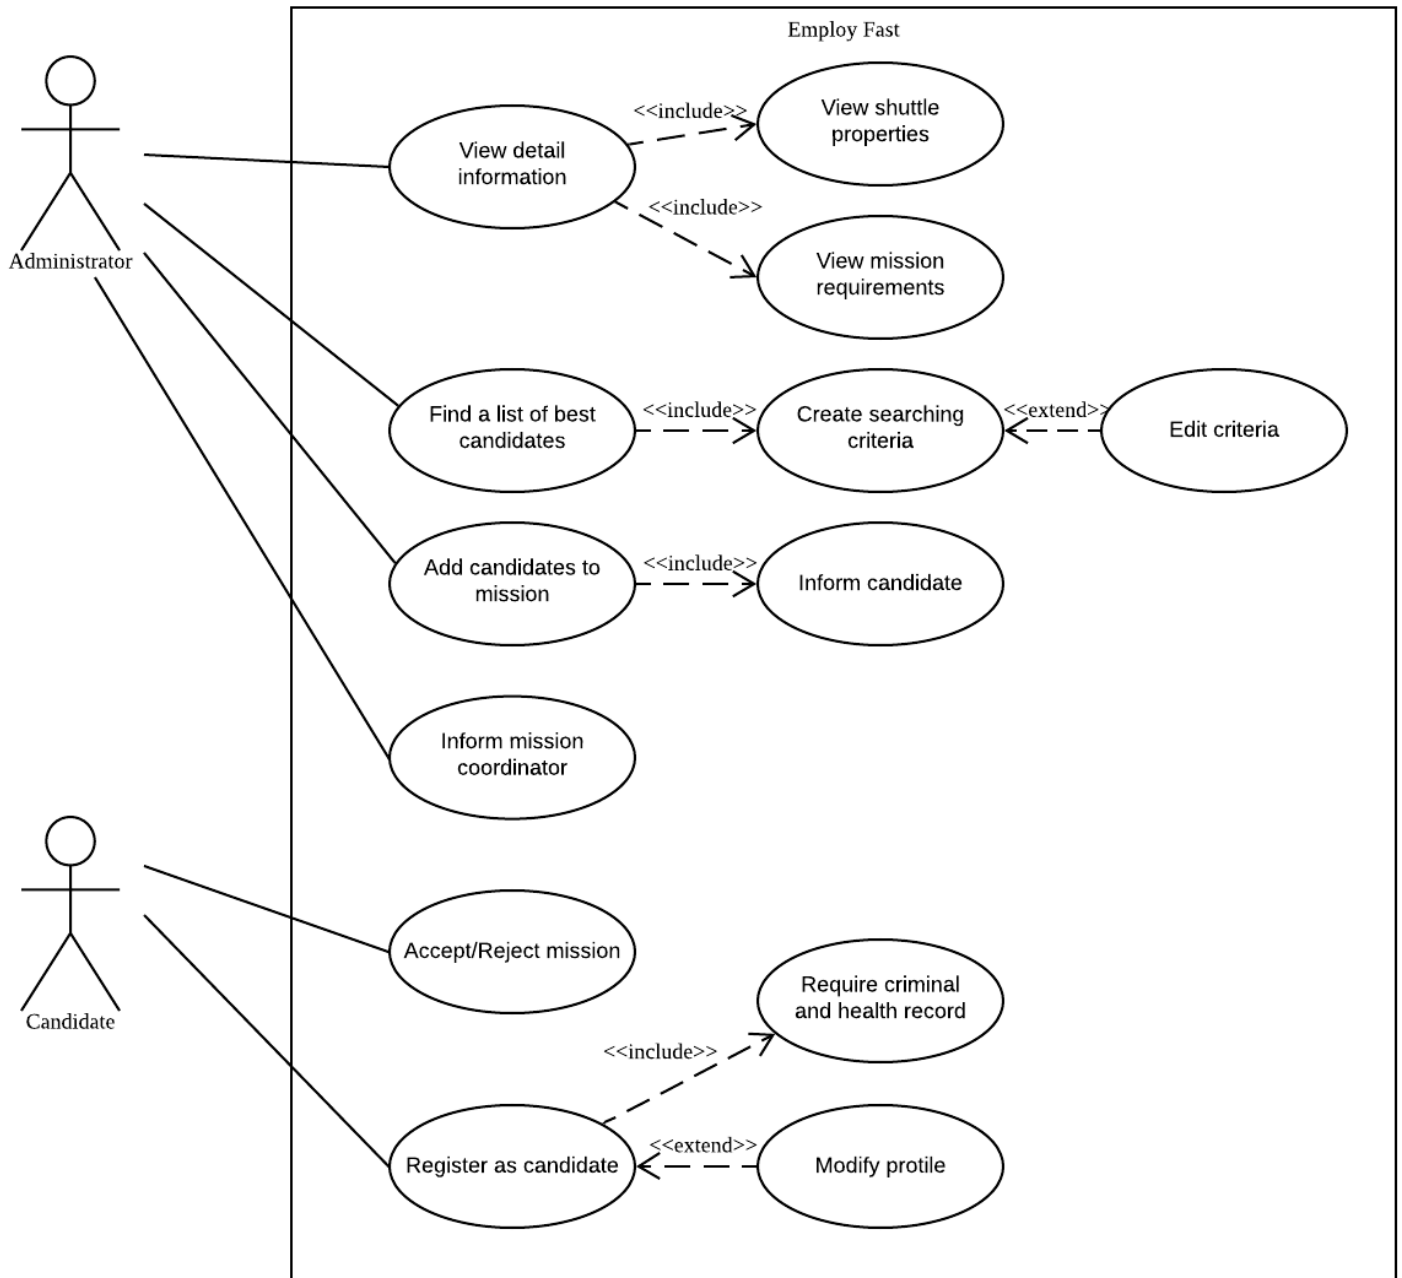 Employ Fast
<<include>>
View shuttle
properties
View detail
information
<<include>>
View mission
requirements
Administrator
Find a list of best
candidates
<<include>>
Create searching
criteria
<<extend>>
Edit criteria
Add candidates to
mission
<<include>>
Inform candidate
Inform mission
coordinator
Accept/Reject mission
Require criminal
and health record
Candidate
<<include>>
Register as candidate
<<extend>>
Modify protile